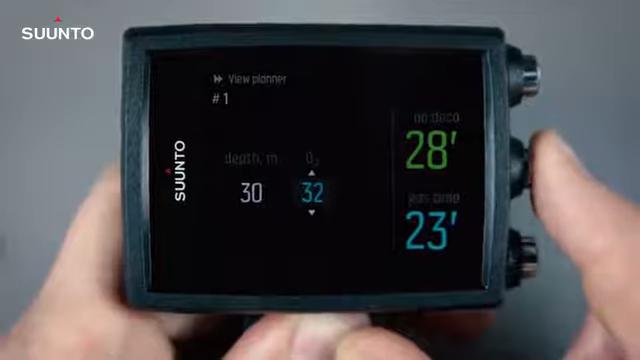 SUUNTO
View planner
#1
SUUNTO
depth, m
O₂
30
32
no deco
28'
gas time
23'